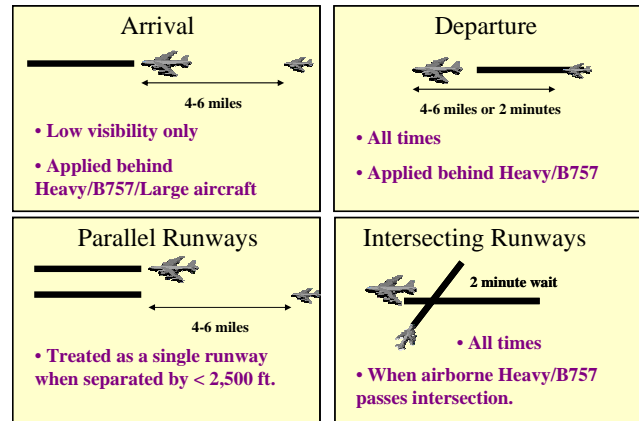 Arrival
4-6 miles
• Low visibility only
• Applied behind
Heavy/B757/Large aircraft
Departure
4-6 miles or 2 minutes
• All times
• Applied behind Heavy/B757
Parallel Runways
4-6 miles
• Treated as a single runway
when separated by < 2,500 ft.
Intersecting Runways
2 minute wait
• All times
• When airborne Heavy/B757
passes intersection.